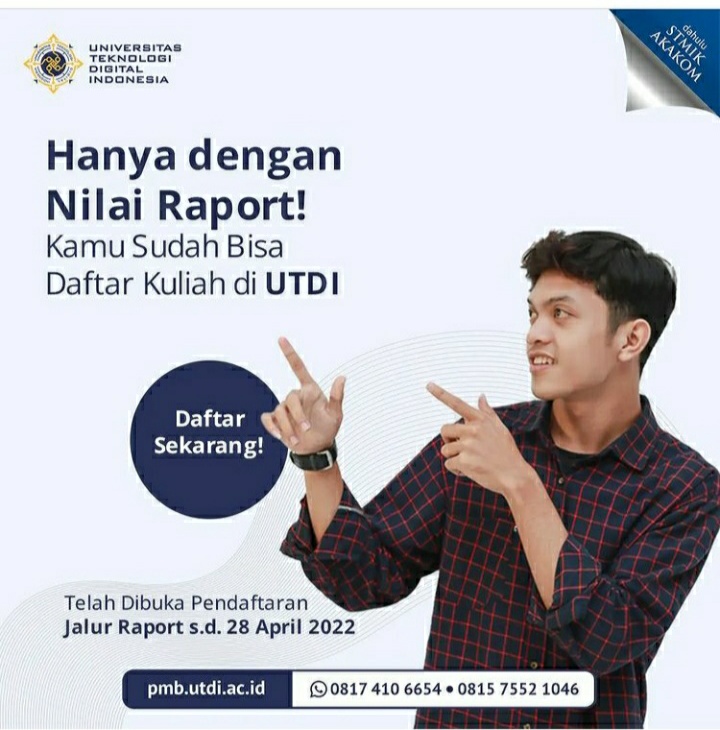 UNIVERSITAS
TEKNOLOGI
DIGITAL
INDONESIA
dahulu
STMIK
AKAKOM
Hanya dengan
Nilai Raport!
Kamu Sudah Bisa
Daftar Kuliah di UTDI
Daftar
Sekarang!
Telah Dibuka Pendaftaran
Jalur Raport s.d. 28 April 2022
pmb.utdi.ac.id
0817 410 6654 • 0815 7552 1046